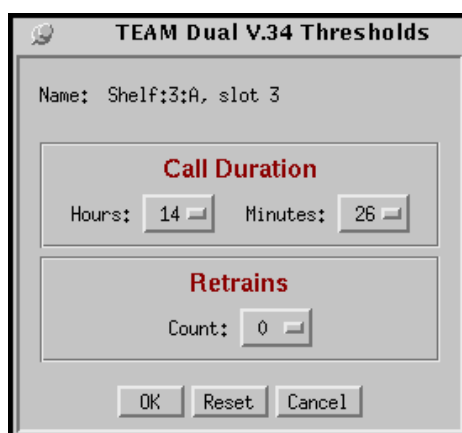 TEAM Dual V.34 Thresholds
Name: Shelf:3:A, slot 3
Call Duration
Hours: 14 Minutes: 26
Retrains
Count: 0
OK Reset Cancel